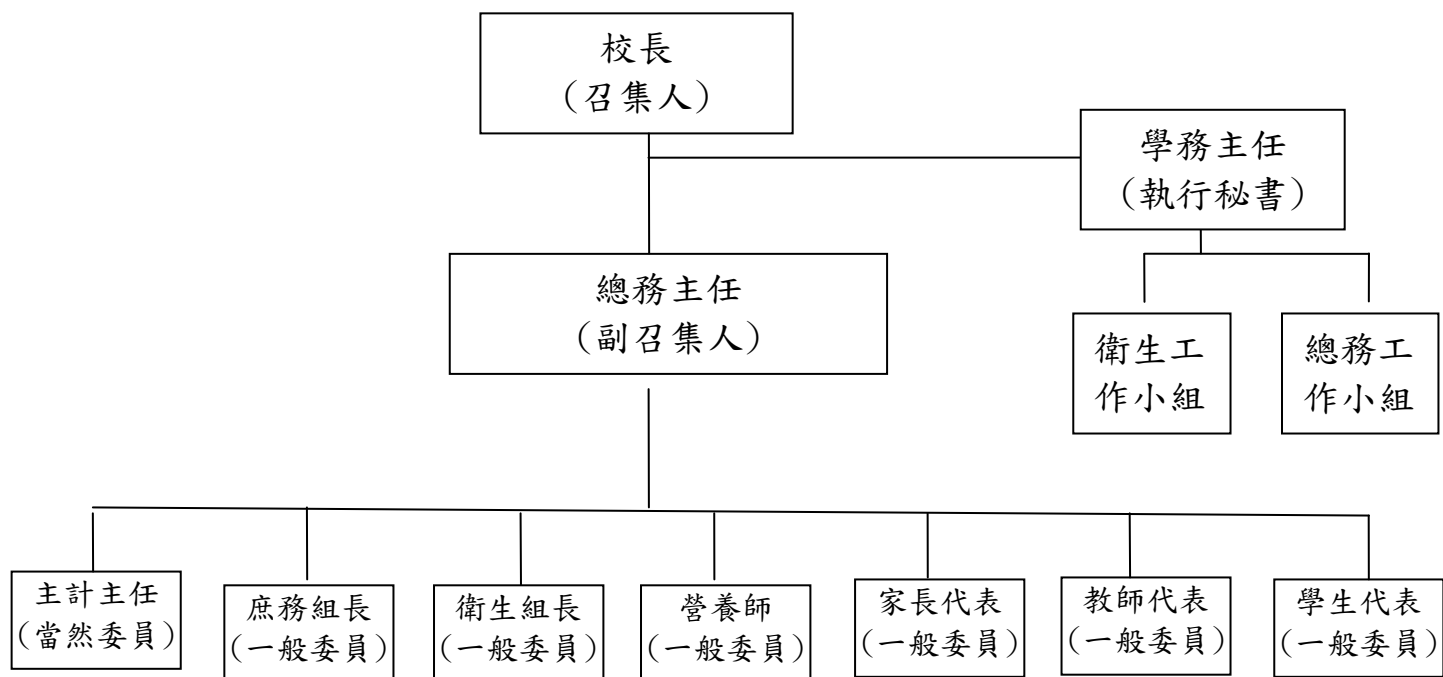 校長
（召集人）
學務主任
（執行秘書）
總務主任
（副召集人）
衛生工
作小組
總務工
作小組
主計主任
（當然委員）
庶務組長
（一般委員）
衛生組長
（一般委員）
營養師
（一般委員）
家長代表
（一般委員）
教師代表
（一般委員）
學生代表
（一般委員）